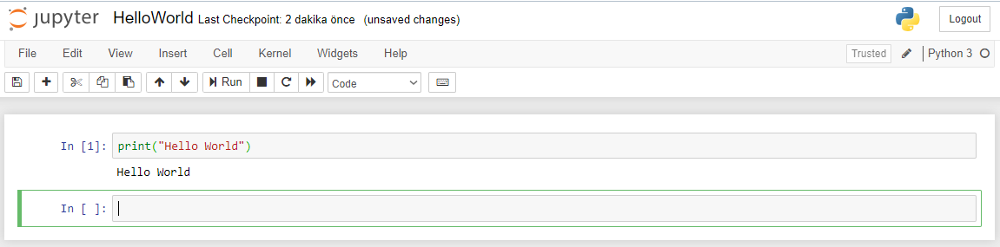 jupyter HelloWorld Last Checkpoint: 2 dakika önce (unsaved changes) Logout
File Edit View Insert Cell Kernel Widgets Help Trusted Python 3
Run Code
In [1]: print("Hello World")
Hello World
In [ ]: